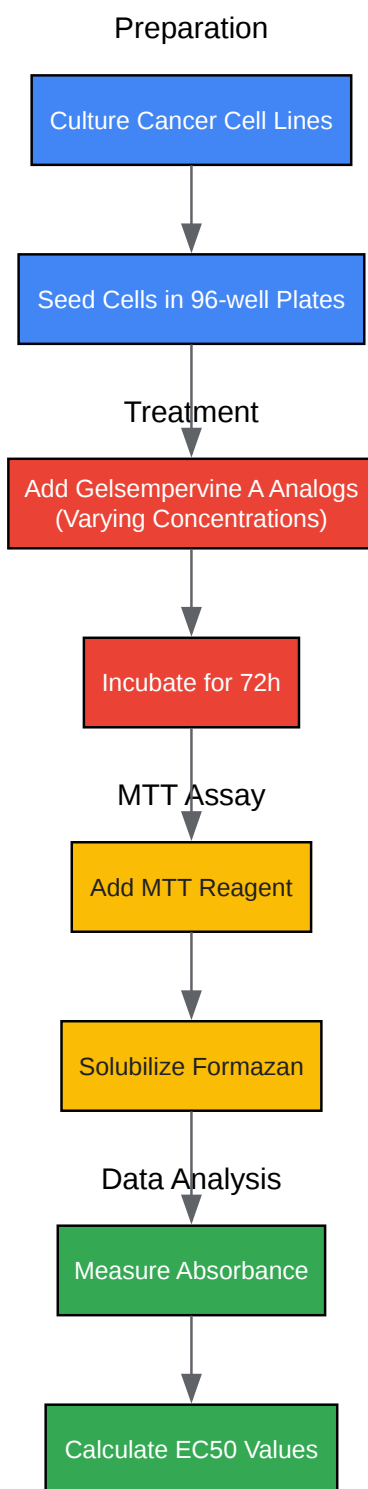 Preparation
Culture Cancer Cell Lines
Seed Cells in 96-well Plates
Treatment
Add Gelsempervine A Analogs
(Varying Concentrations)
Incubate for 72h
MTT Assay
Add MTT Reagent
Solubilize Formazan
Data Analysis
Measure Absorbance
Calculate EC50 Values